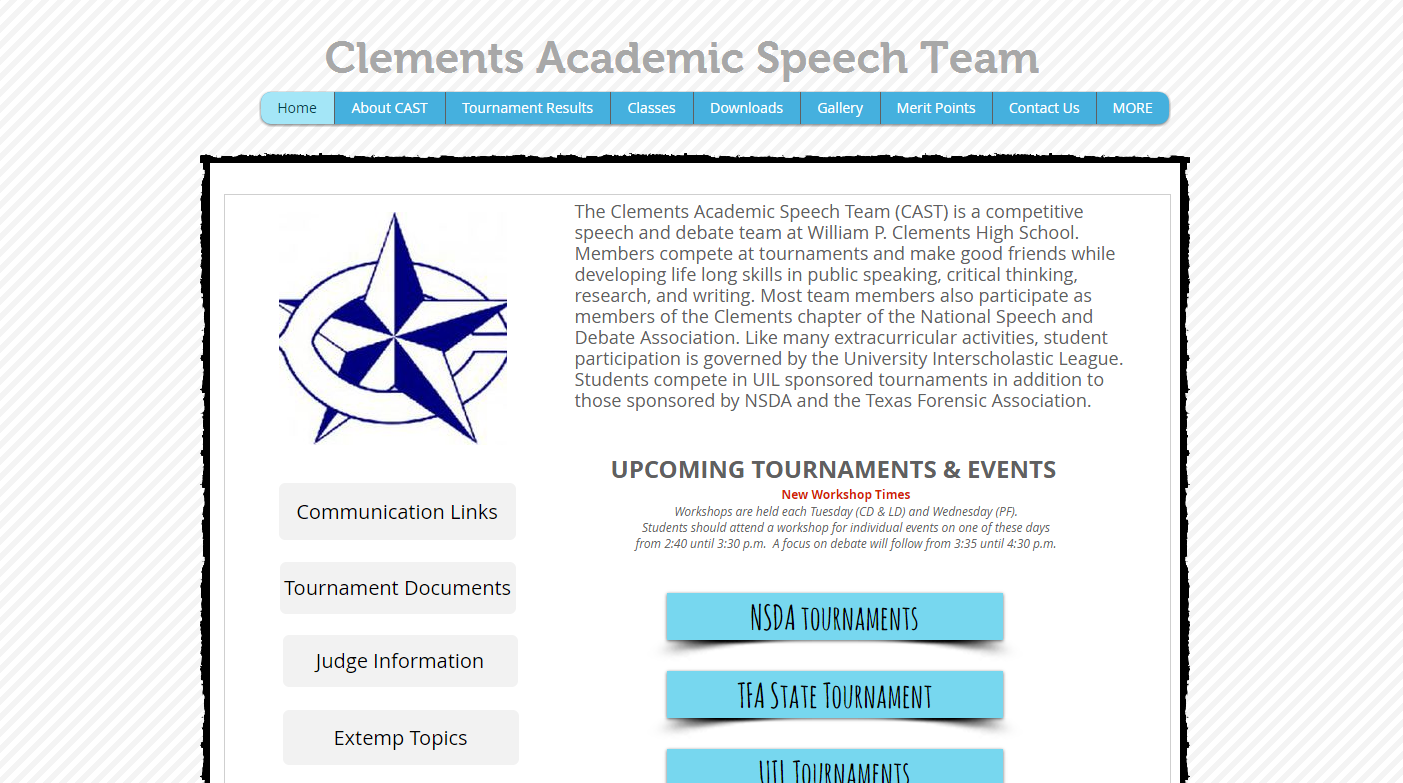 Clements Academic Speech Team
Home About CAST Tournament Results Classes Downloads Gallery Merit Points Contact Us MORE
The Clements Academic Speech Team (CAST) is a competitive
speech and debate team at William P. Clements High School.
Members compete at tournaments and make good friends while
developing life long skills in public speaking, critical thinking,
research, and writing. Most team members also participate as
members of the Clements chapter of the National Speech and
Debate Association. Like many extracurricular activities, student
participation is governed by the University Interscholastic League.
Students compete in UIL sponsored tournaments in addition to
those sponsored by NSDA and the Texas Forensic Association.
Communication Links
Tournament Documents
Judge Information
Extemp Topics
UPCOMING TOURNAMENTS & EVENTS
New Workshop Times
Workshops are held each Tuesday (CD & LD) and Wednesday (PF).
Students should attend a workshop for individual events on one of these days
from 2:40 until 3:30 p.m. A focus on debate will follow from 3:35 until 4:30 p.m.
NSDA tournaments
TFA State Tournament
UIL Tournaments